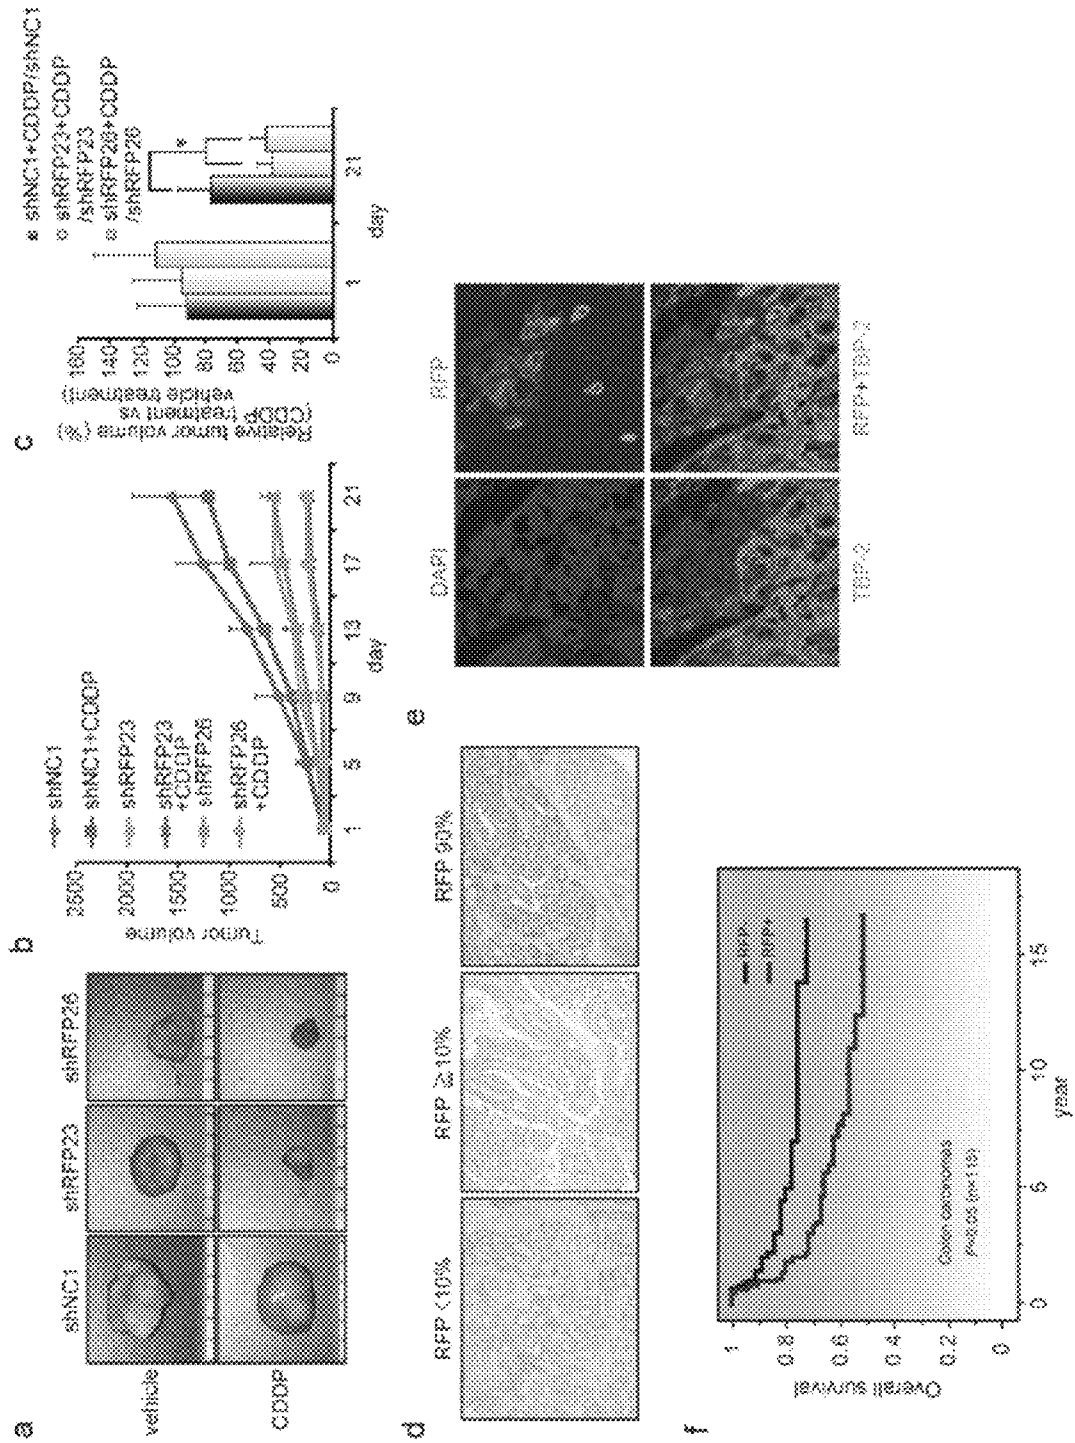 a
shNC1
shRFP23
shRFP26
vehicle
CDDP
b
Tumor volume
2500
2000
1500
1000
500
0
shNC1
shNC1+CDDP
shRFP23
shRFP23
+CDDP
shRFP26
shRFP26
+CDDP
1
5
9
13
17
21
day
c
Relative tumor volume (%)
(CDDP treatment vs
vehicle treatment)
160
140
120
100
80
60
40
20
0
shNC1+CDDP/shNC1
shRFP23+CDDP
/shRFP23
shRFP26+CDDP
/shRFP26
*
1
21
day
d
RFP <10%
RFP ≧10%
RFP 90%
e
DAPI
RFP
TBP-2
RFP+TBP-2
f
Overall survival
1
0.8
0.6
0.4
0.2
0
RFP-
RFP+
Colon carcinomas
(n=119)
0
5
10
15
year